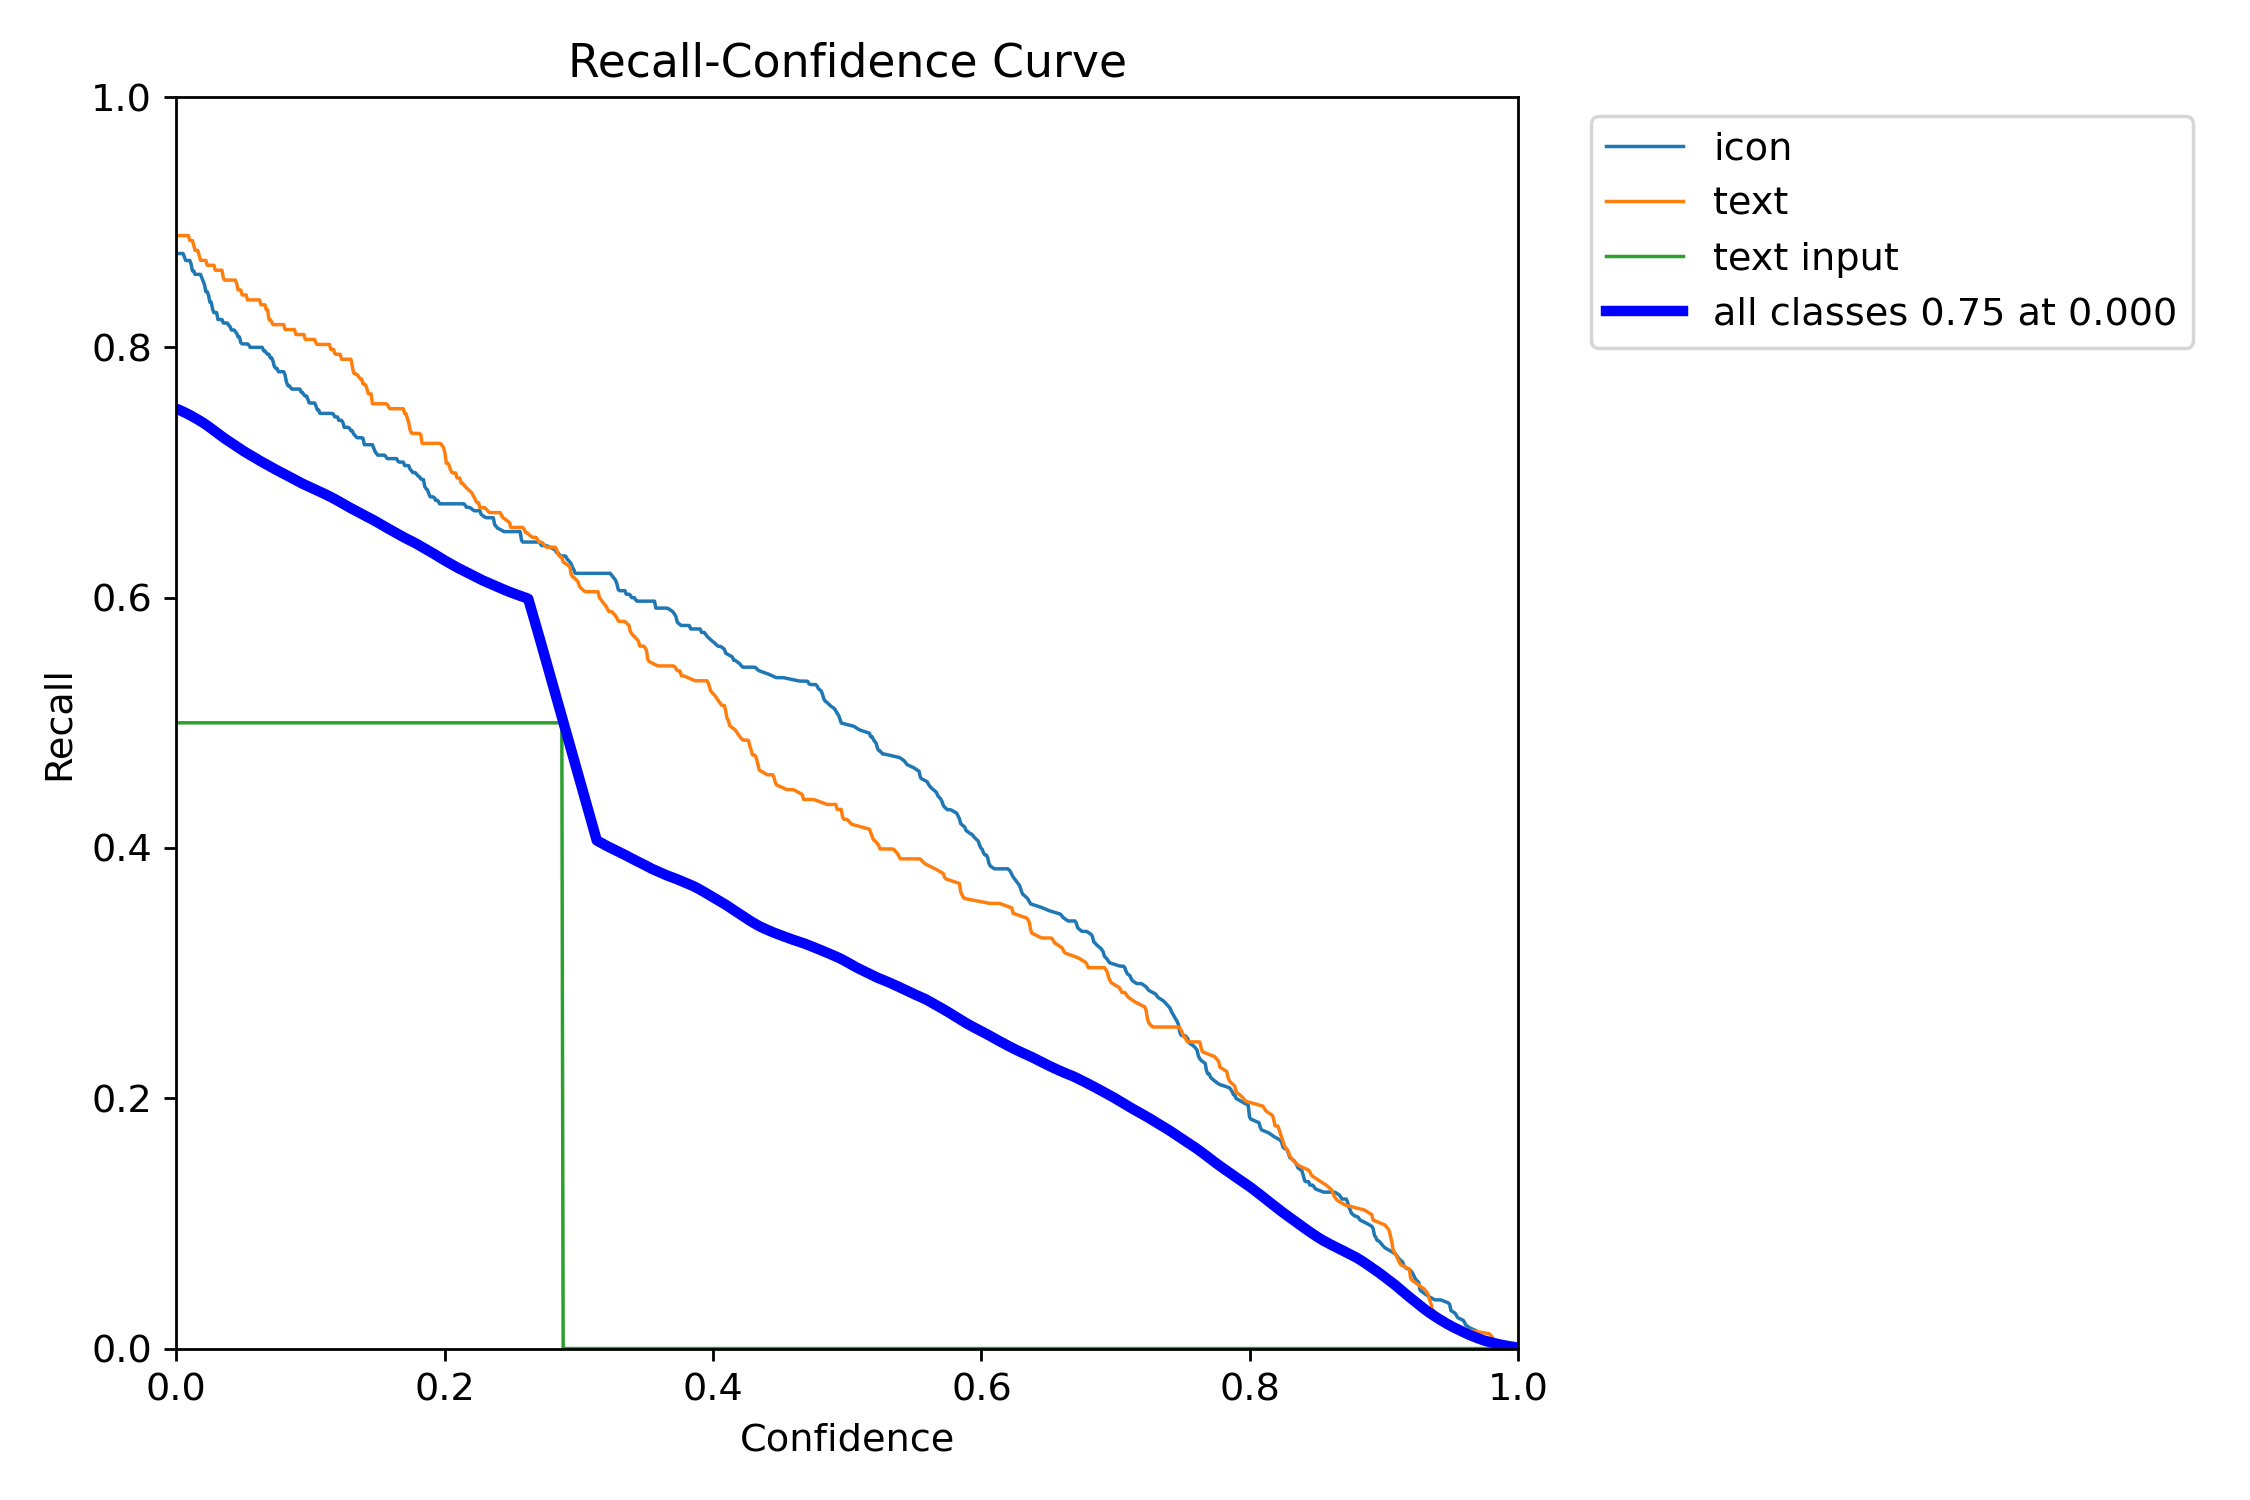 Recall-Confidence Curve
1.0
0.8
0.6
0.4
0.2
0.0
Recall
0.0 0.2 0.4 0.6 0.8 1.0
Confidence
icon
text
text input
all classes 0.75 at 0.000